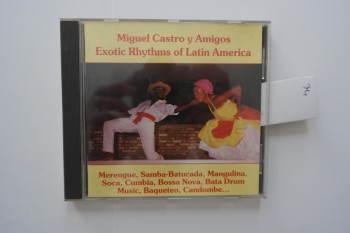 Miguel Castro y Amigos
Exotic Rhythms of Latin America
Merengue, Samba-Batucada, Mangulina,
Soca, Cumbia, Bossa Nova, Bata Drum
Music, Baqueteo, Candombe...